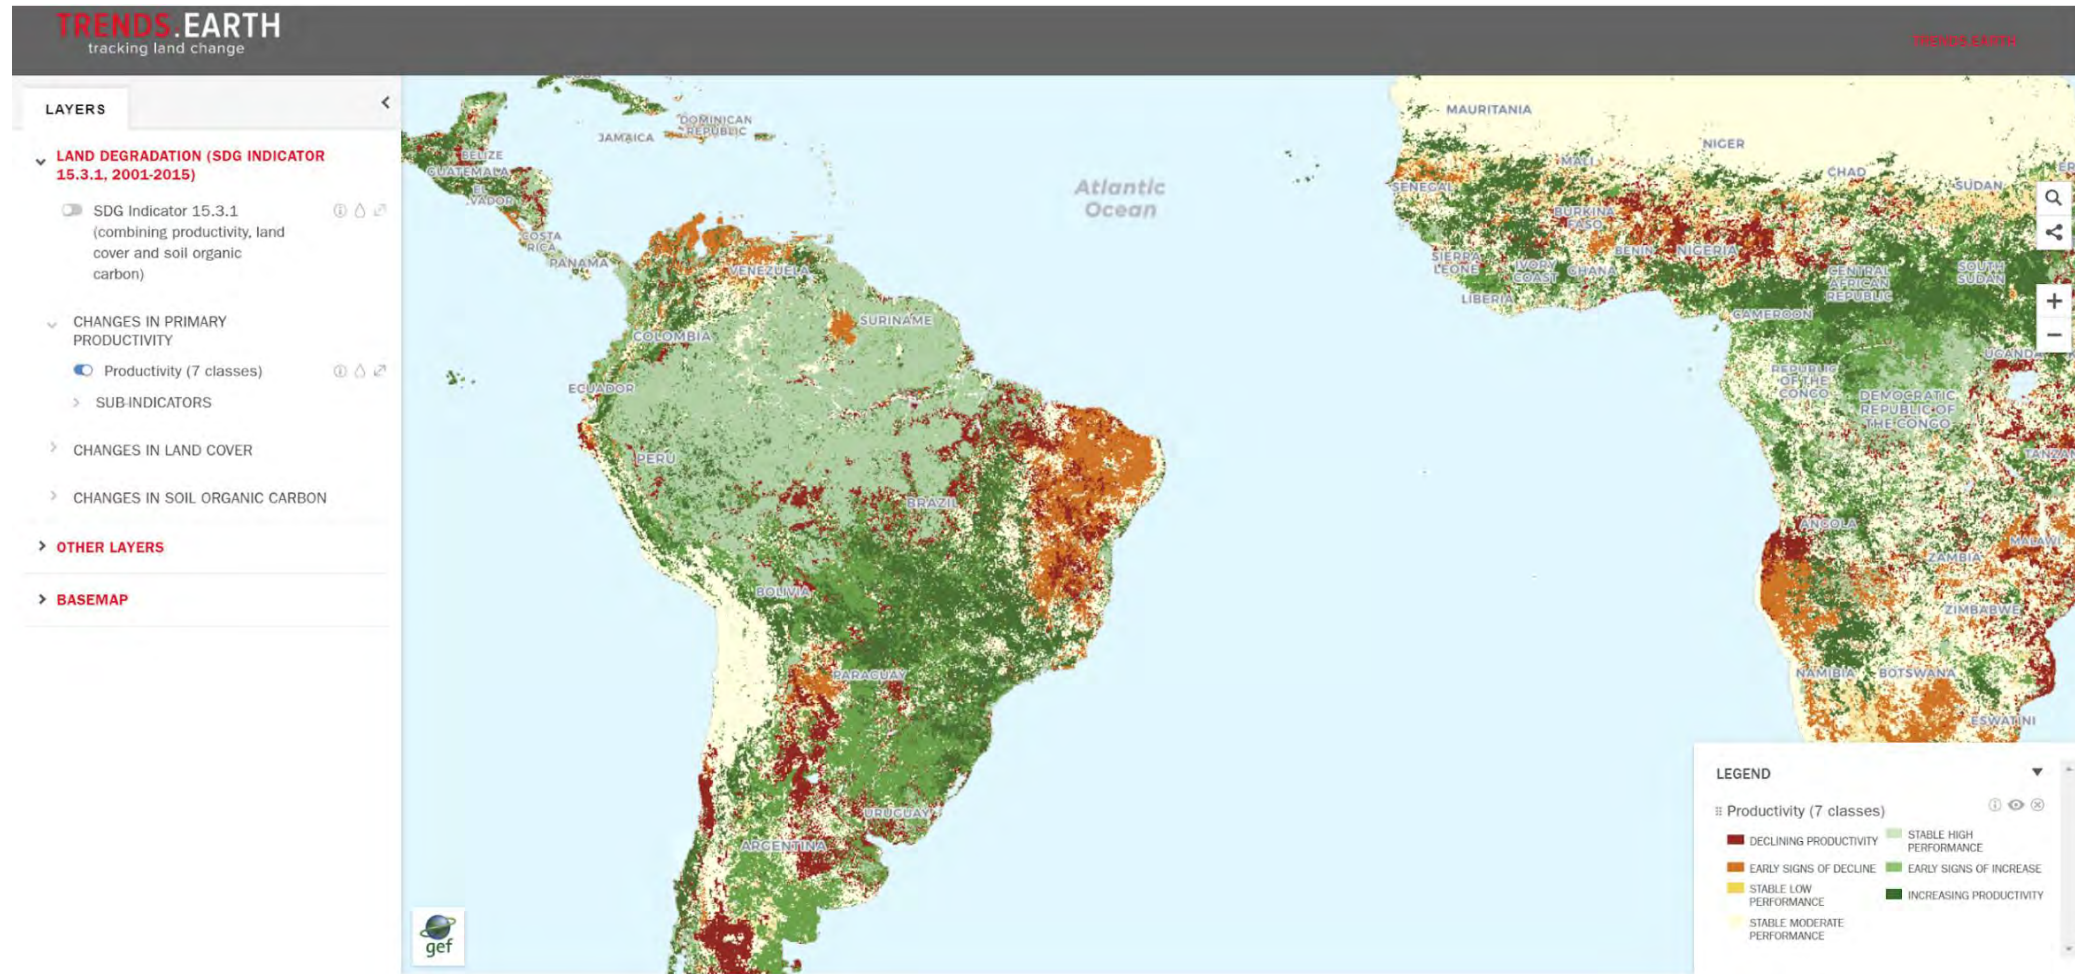 TRENDS.EARTH
tracking land change
TRENDS.EARTH
LAYERS
LAND DEGRADATION (SDG INDICATOR
15.3.1, 2001-2015)
SDG Indicator 15.3.1
(combining productivity, land
cover and soil organic
carbon)
CHANGES IN PRIMARY
PRODUCTIVITY
Productivity (7 classes)
SUB-INDICATORS
CHANGES IN LAND COVER
CHANGES IN SOIL ORGANIC CARBON
OTHER LAYERS
BASEMAP
DOMINICAN
REPUBLIC
JAMAICA
BELIZE
GUATEMALA
EL
VADOR
COSTA
RICA
PANAMA
VENEZUELA
SURINAME
COLOMBIA
ECUADOR
PERU
BRAZIL
BOLIVIA
PARAGUAY
URUGUAY
ARGENTINA
Atlantic
Ocean
MAURITANIA
NIGER
MALI
CHAD
SUDAN
ER
SENEGAL
BURKINA
FASO
BENIN
NIGERIA
SIERRA
LEONE
IVORY
COAST
GHANA
LIBERIA
CENTRAL
AFRICAN
REPUBLIC
SOUTH
SUDAN
CAMEROON
UGANDA
REPUBLIC
OF THE
CONGO
DEMOCRATIC
REPUBLIC OF
THE CONGO
TANZAN
ANGOLA
MALAWI
ZAMBIA
ZIMBABWE
NAMIBIA
BOTSWANA
ESWATINI
gef
LEGEND
Productivity (7 classes)
DECLINING PRODUCTIVITY
EARLY SIGNS OF DECLINE
STABLE LOW
PERFORMANCE
STABLE MODERATE
PERFORMANCE
STABLE HIGH
PERFORMANCE
EARLY SIGNS OF INCREASE
INCREASING PRODUCTIVITY